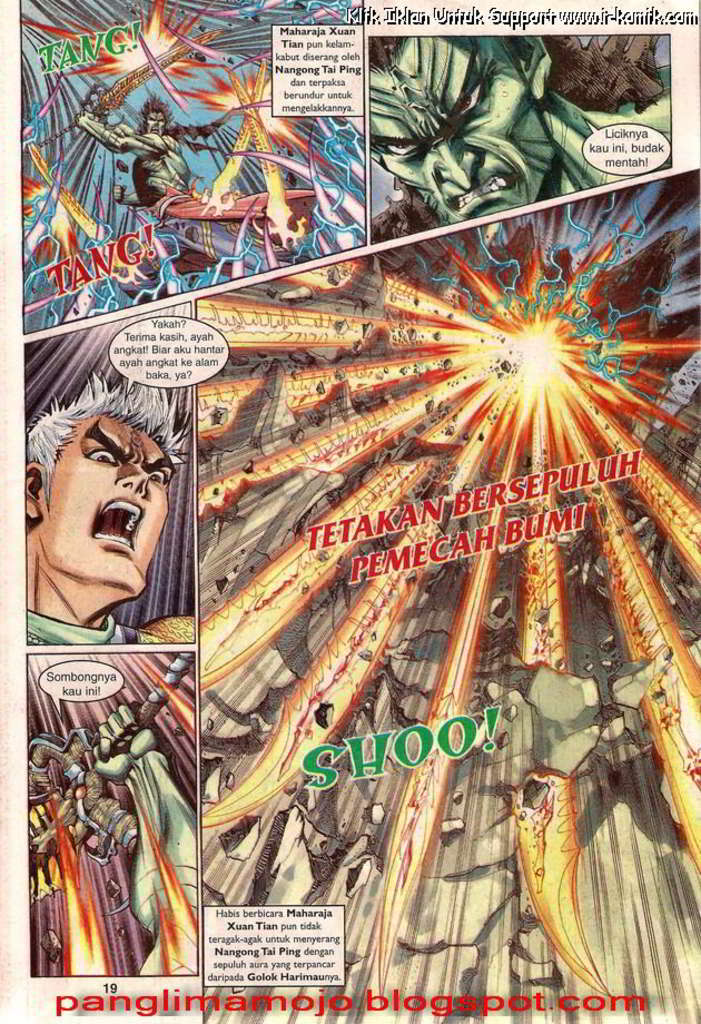 Klik Iklan Untuk Support www.ir-komik.com
TANG!
TANG!
Maharaja Xuan
Tian pun kelam-
kabut diserang oleh
Nangong Tai Ping
dan terpaksa
berundur untuk
mengelakkannya.
Liciknya
kau ini, budak
mentah!
Yakah?
Terima kasih, ayah
angkat! Biar aku hantar
ayah angkat ke alam
baka, ya?
TETAKAN BERSEPULUH
PEMECAH BUMI
Sombongnya
kau ini!
SHOO!
Habis berbicara Maharaja
Xuan Tian pun tidak
teragak-agak untuk menyerang
Nangong Tai Ping dengan
sepuluh aura yang terpancar
daripada Golok Harimaunya.
19
panglimamojo blogspot.com